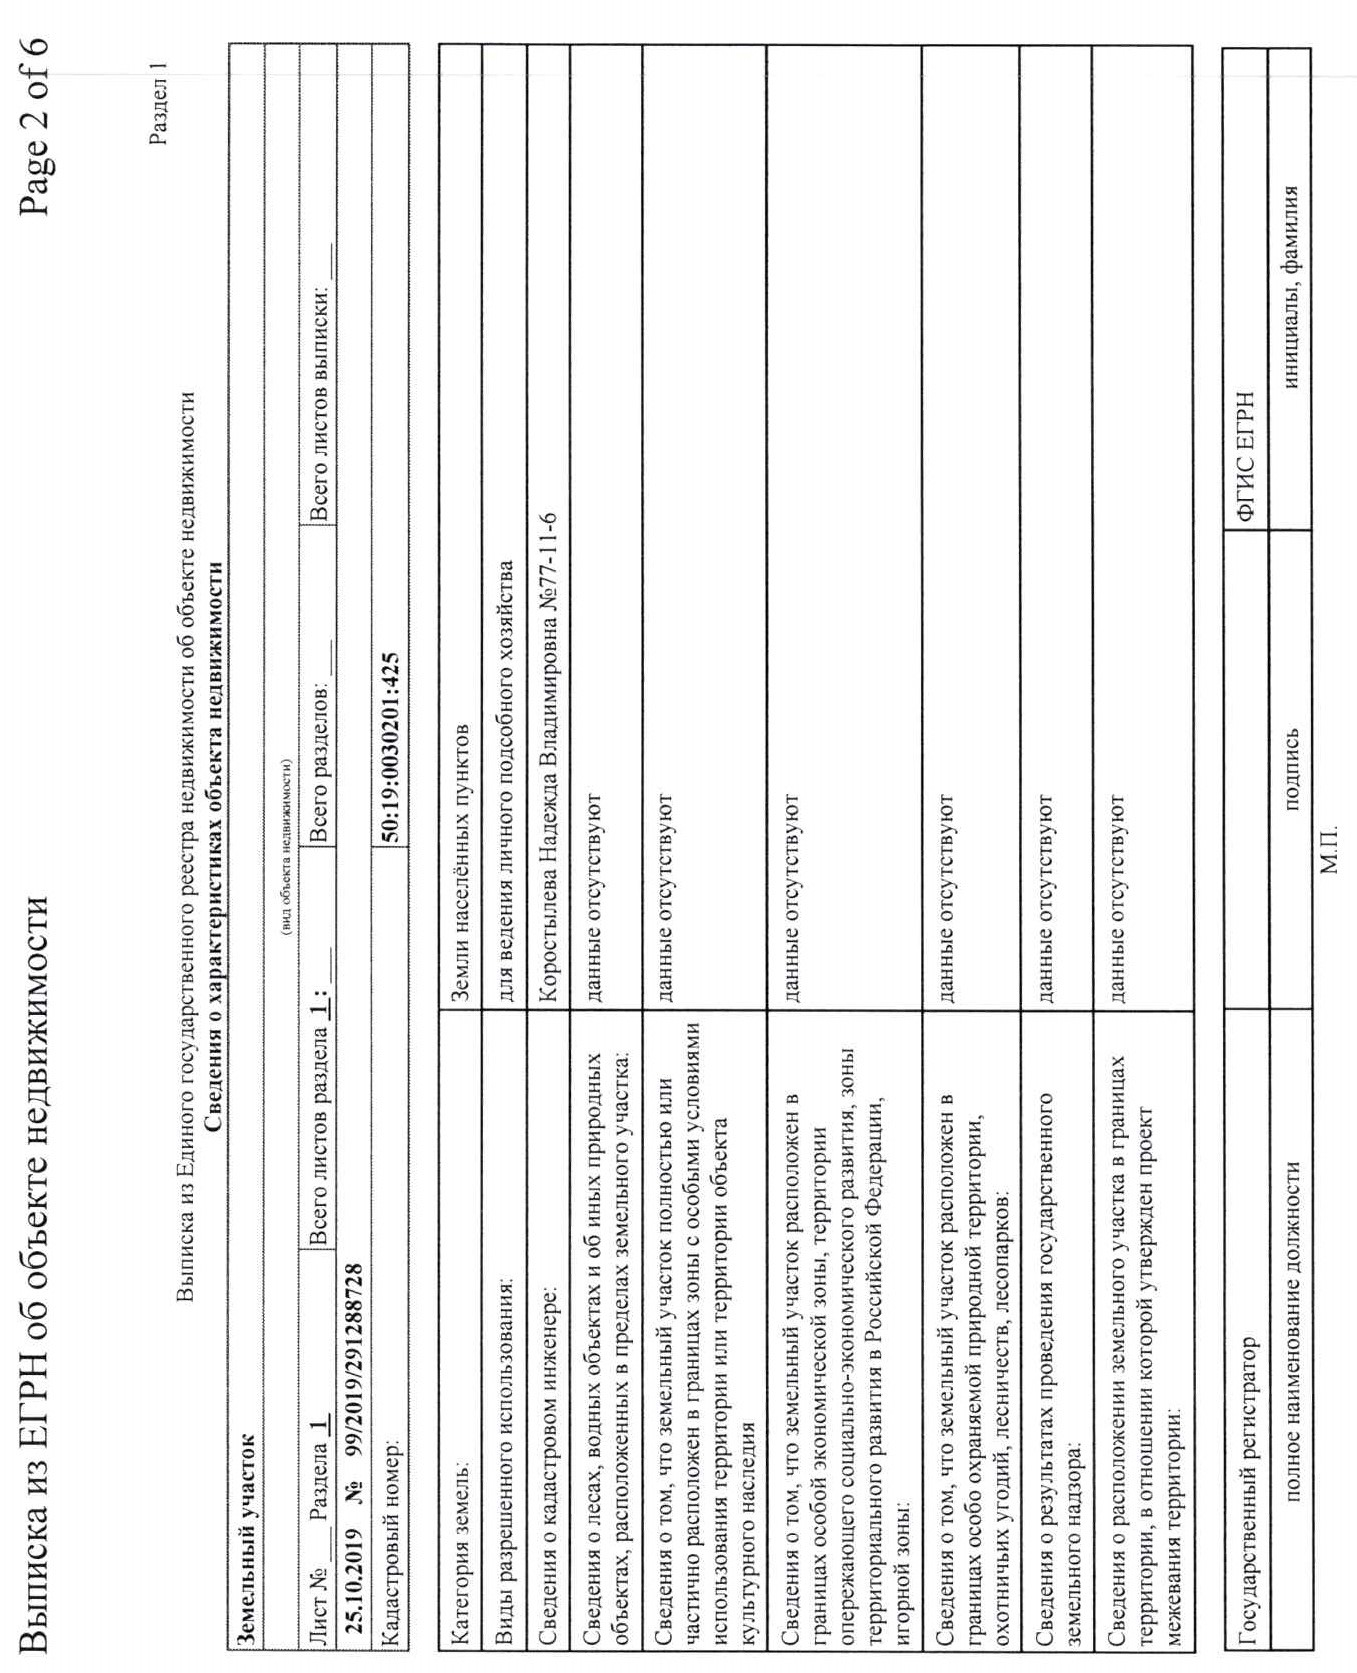 Выписка из ЕГРН об объекте недвижимости Page 2 of 6
Раздел 1
Выписка из Единого государственного реестра недвижимости об объекте недвижимости
Сведения о характеристиках объекта недвижимости
Земельный участок
(вид объекта недвижимости)
Лист № ___ Раздела 1 Всего листов раздела 1 : ___ Всего разделов: ___ Всего листов выписки: ___
25.10.2019 № 99/2019/291288728
Кадастровый номер: 50:19:0030201:425
Категория земель: Земли населённых пунктов
Виды разрешенного использования: для ведения личного подсобного хозяйства
Сведения о кадастровом инженере: Коростылева Надежда Владимировна №77-11-6
Сведения о лесах, водных объектах и об иных природных данные отсутствуют
объектах, расположенных в пределах земельного участка:
Сведения о том, что земельный участок полностью или данные отсутствуют
частично расположен в границах зоны с особыми условиями
использования территории или территории объекта
культурного наследия
Сведения о том, что земельный участок расположен в данные отсутствуют
границах особой экономической зоны, территории
опережающего социально-экономического развития, зоны
территориального развития в Российской Федерации,
игорной зоны:
Сведения о том, что земельный участок расположен в данные отсутствуют
границах особо охраняемой природной территории,
охотничьих угодий, лесничеств, лесопарков:
Сведения о результатах проведения государственного данные отсутствуют
земельного надзора:
Сведения о расположении земельного участка в границах данные отсутствуют
территории, в отношении которой утвержден проект
межевания территории:
Государственный регистратор ФГИС ЕГРН
полное наименование должности подпись инициалы, фамилия
М.П.